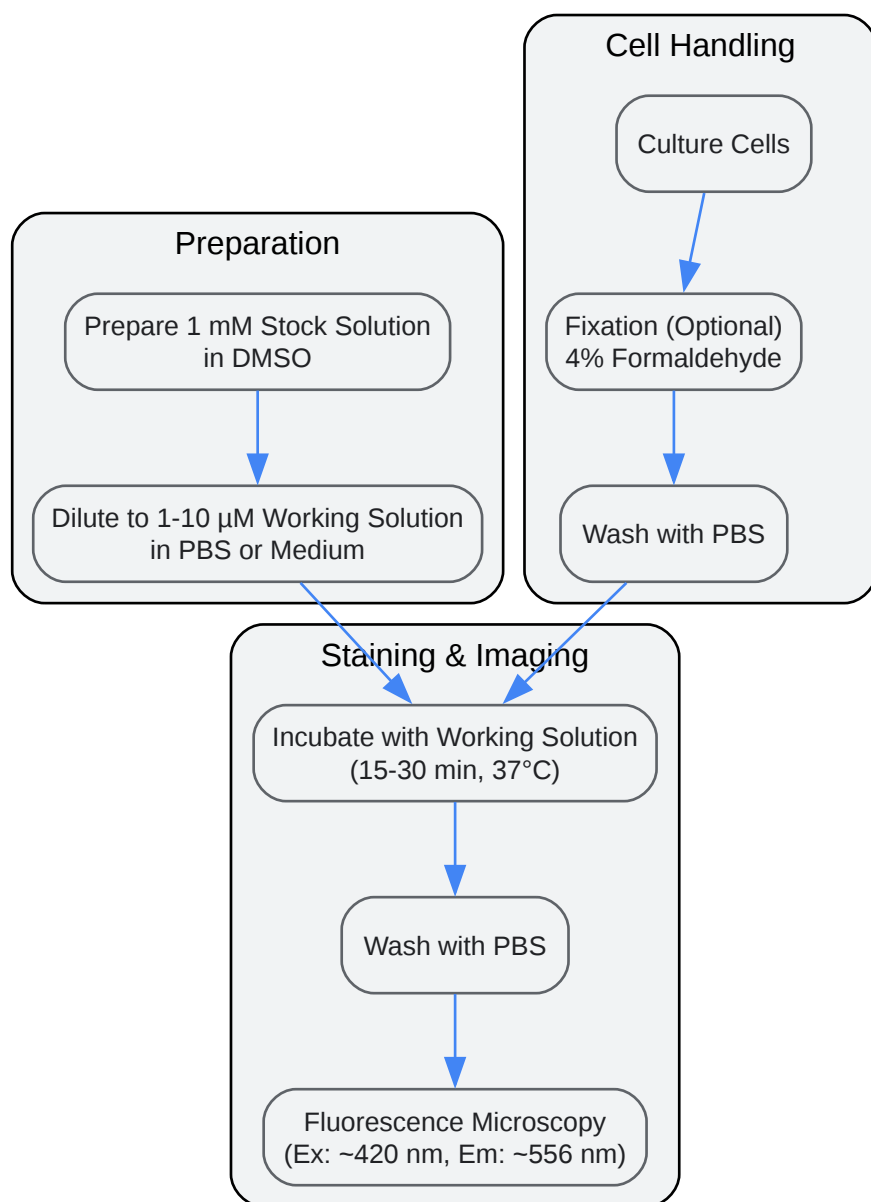 Cell Handling
Culture Cells
Fixation (Optional)
4% Formaldehyde
Wash with PBS
Preparation
Prepare 1 mM Stock Solution
in DMSO
Dilute to 1-10 µM Working Solution
in PBS or Medium
Staining & Imaging
Incubate with Working Solution
(15-30 min, 37°C)
Wash with PBS
Fluorescence Microscopy
(Ex: ~420 nm, Em: ~556 nm)